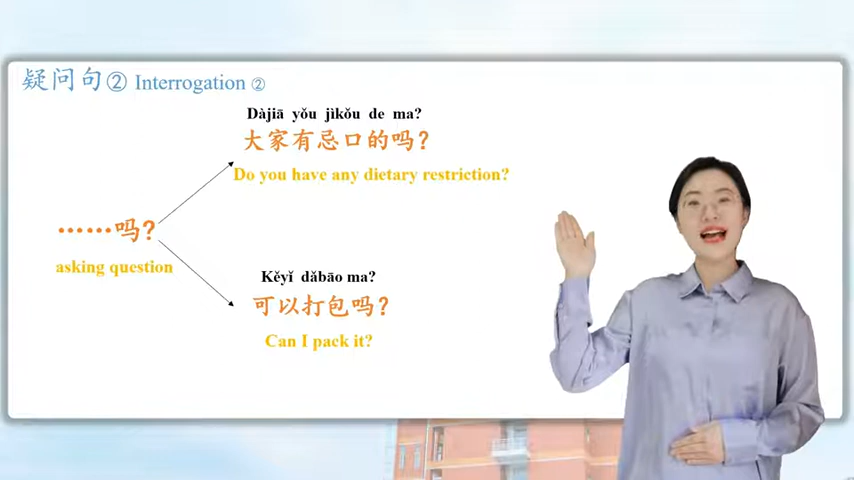 疑问句② Interrogation ②
Dàjiā yǒu jìkǒu de ma?
大家有忌口的吗？
Do you have any dietary restriction?
……吗？
asking question
Kěyǐ dǎbāo ma?
可以打包吗？
Can I pack it?